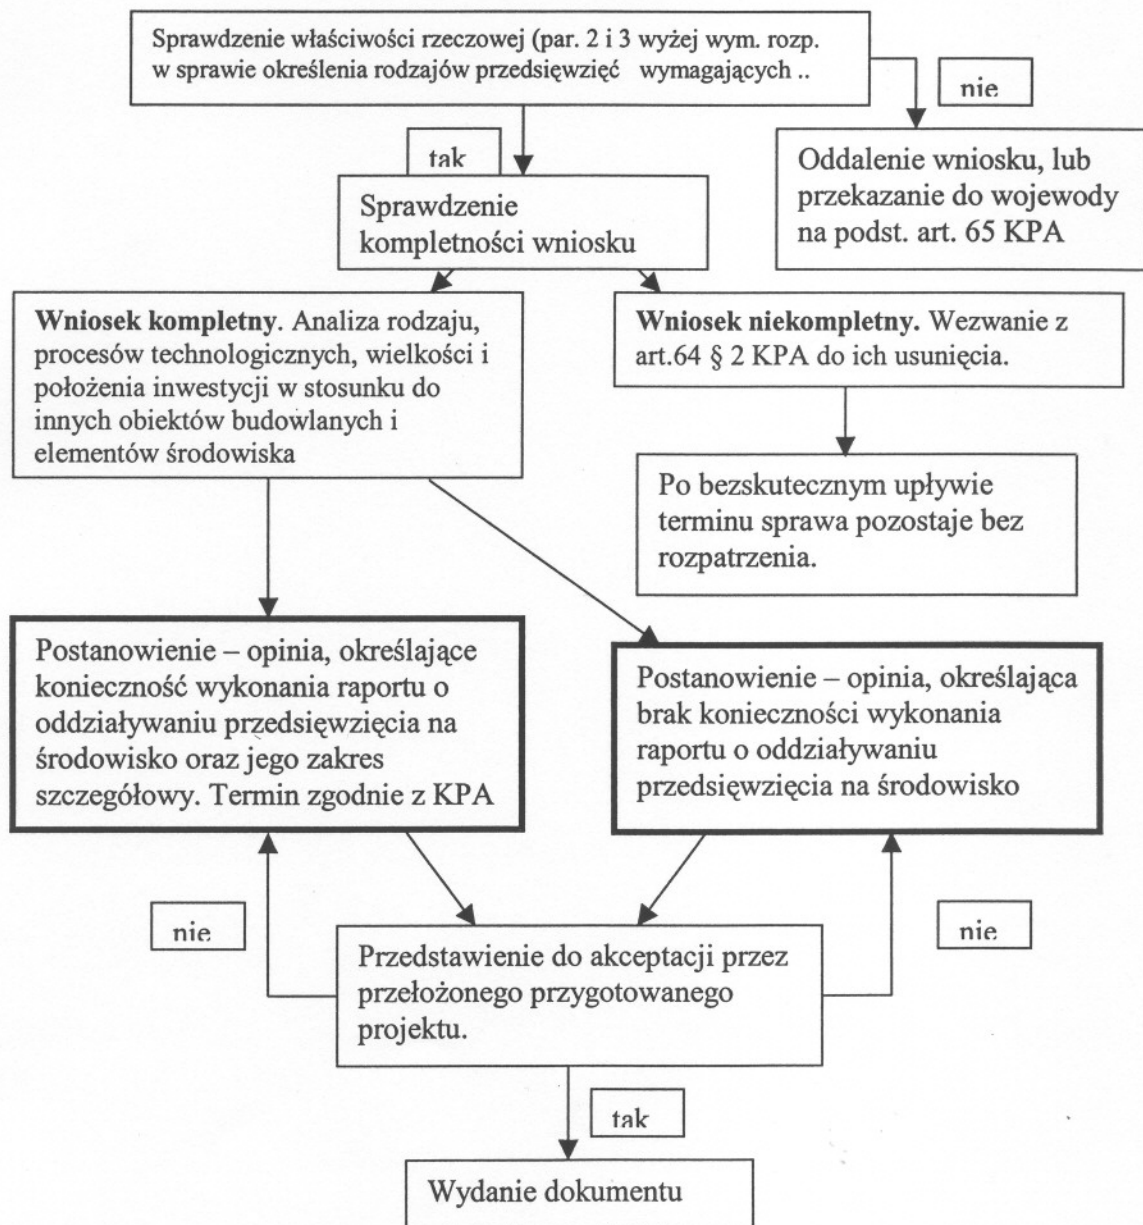 Sprawdzenie właściwości rzeczowej (par. 2 i 3 wyżej wym. rozp.
w sprawie określenia rodzajów przedsięwzięć wymagających ..
nie
tak
Oddalenie wniosku, lub
przekazanie do wojewody
na podst. art. 65 KPA
Sprawdzenie
kompletności wniosku
Wniosek kompletny. Analiza rodzaju,
procesów technologicznych, wielkości i
położenia inwestycji w stosunku do
innych obiektów budowlanych i
elementów środowiska
Wniosek niekompletny. Wezwanie z
art.64 § 2 KPA do ich usunięcia.
Po bezskutecznym upływie
terminu sprawa pozostaje bez
rozpatrzenia.
Postanowienie – opinia, określające
konieczność wykonania raportu o
oddziaływaniu przedsięwzięcia na
środowisko oraz jego zakres
szczegółowy. Termin zgodnie z KPA
Postanowienie – opinia, określająca
brak konieczności wykonania
raportu o oddziaływaniu
przedsięwzięcia na środowisko
nie
nie
Przedstawienie do akceptacji przez
przełożonego przygotowanego
projektu.
tak
Wydanie dokumentu